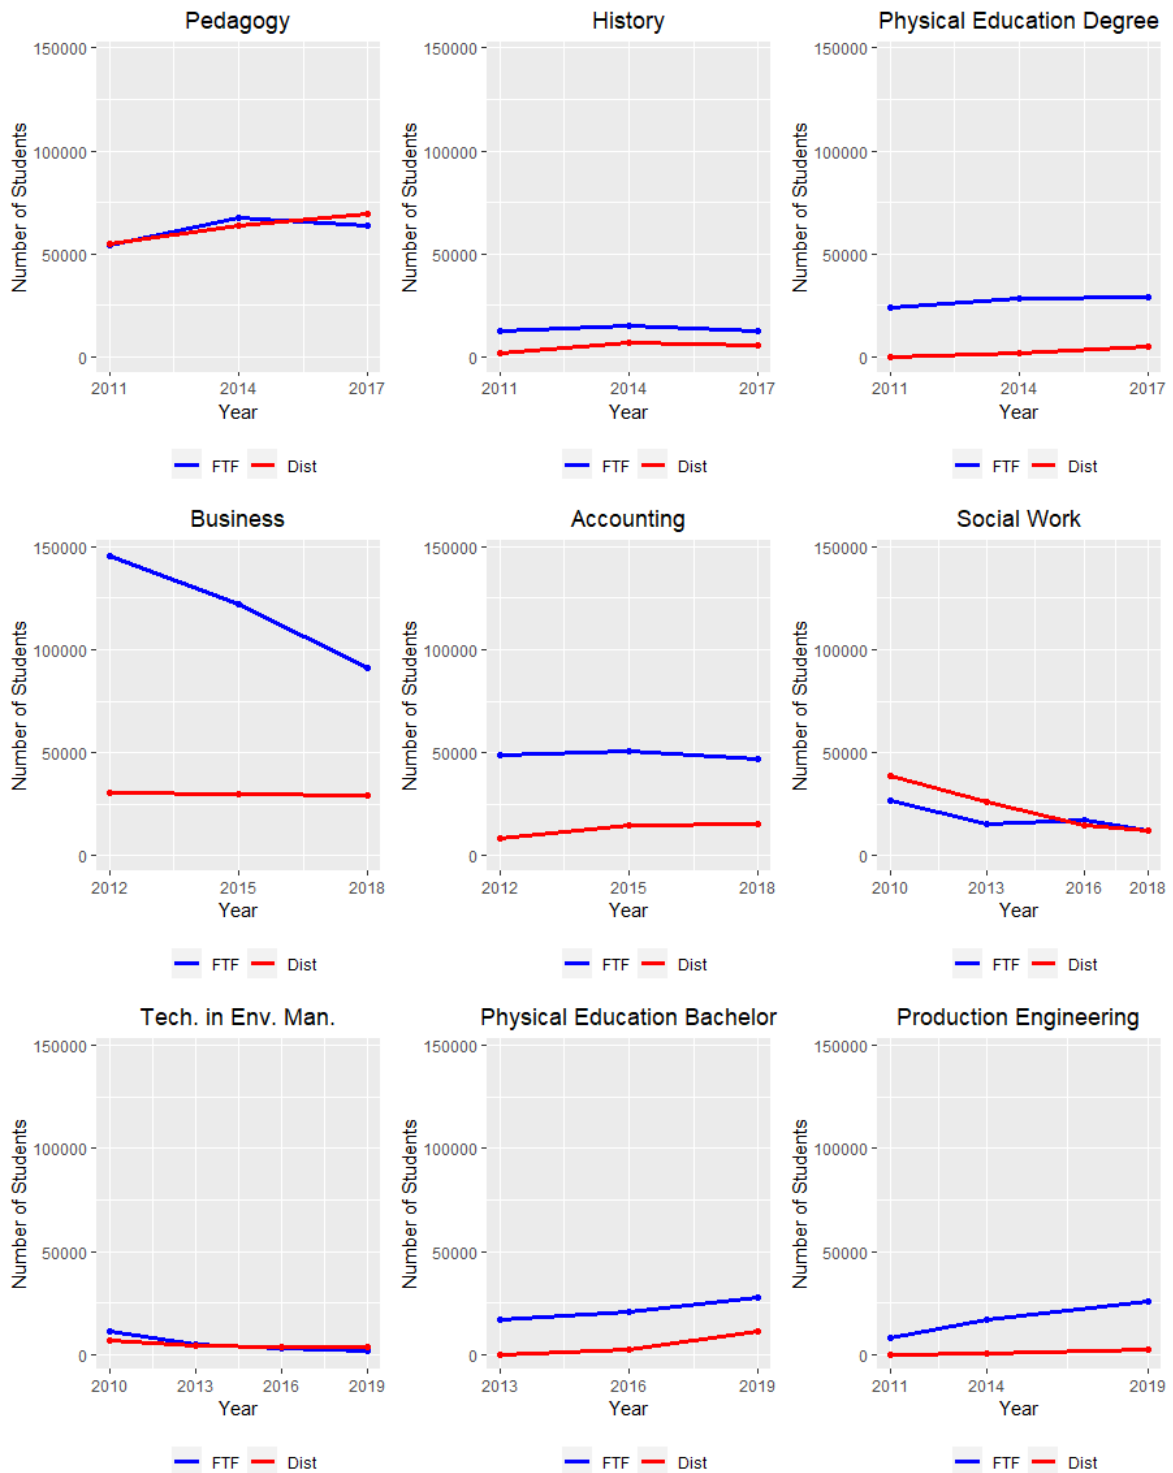 Pedagogy
150000
100000
50000
0
Number of Students
2011 2014 2017
Year
FTF Dist
History
150000
100000
50000
0
Number of Students
2011 2014 2017
Year
FTF Dist
Physical Education Degree
150000
100000
50000
0
Number of Students
2011 2014 2017
Year
FTF Dist
Business
150000
100000
50000
0
Number of Students
2012 2015 2018
Year
FTF Dist
Accounting
150000
100000
50000
0
Number of Students
2012 2015 2018
Year
FTF Dist
Social Work
150000
100000
50000
0
Number of Students
2010 2013 2016 2018
Year
FTF Dist
Tech. in Env. Man.
150000
100000
50000
0
Number of Students
2010 2013 2016 2019
Year
FTF Dist
Physical Education Bachelor
150000
100000
50000
0
Number of Students
2013 2016 2019
Year
FTF Dist
Production Engineering
150000
100000
50000
0
Number of Students
2011 2014 2019
Year
FTF Dist